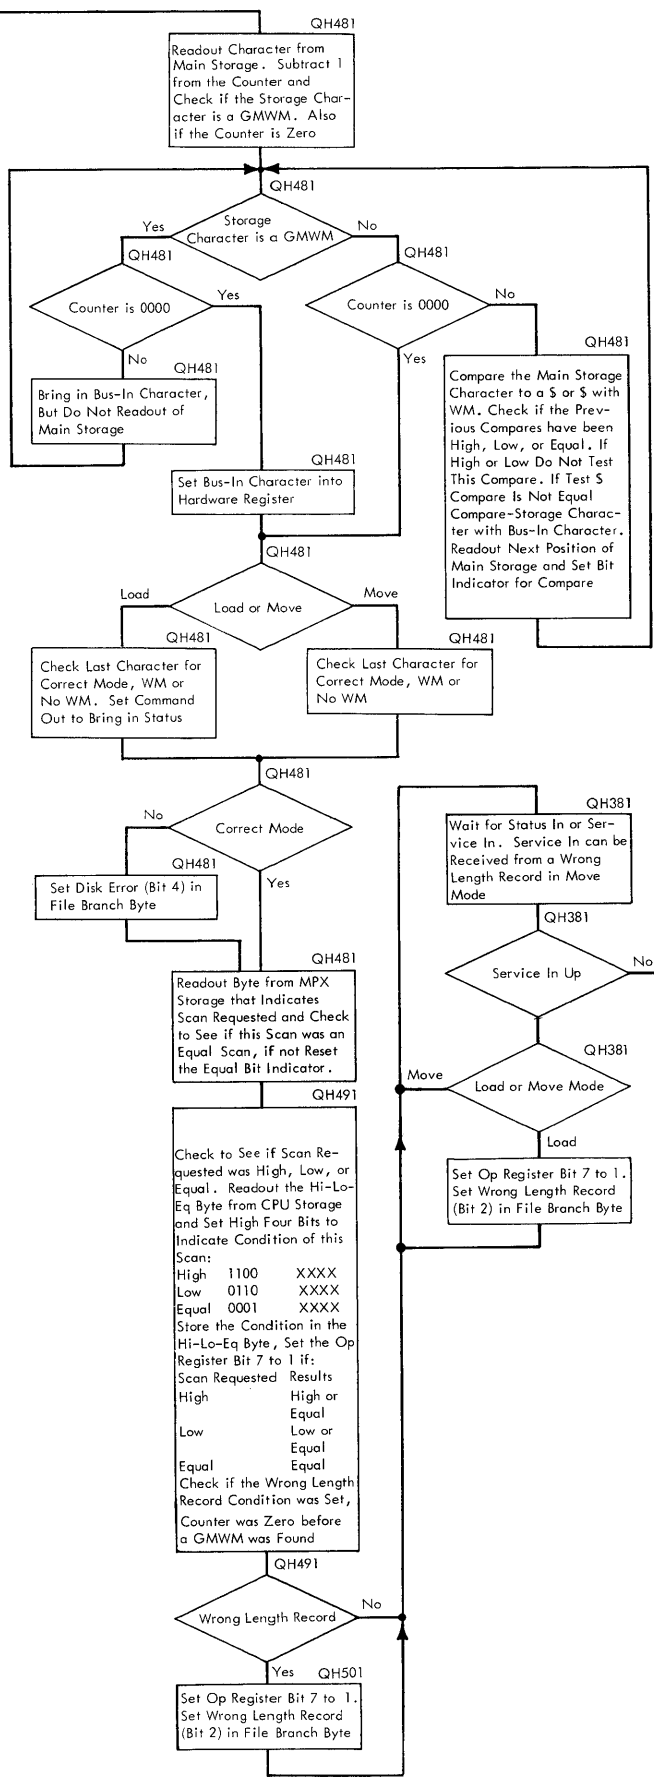 QH481
Readout Character from
Main Storage. Subtract 1
from the Counter and
Check if the Storage Char-
acter is a GMWM. Also
if the Counter is Zero
QH481
Yes
Storage
Character is a GMWM
No
QH481
Counter is 0000
Yes
No
QH481
Counter is 0000
No
Yes
QH481
Bring in Bus-In Character,
But Do Not Readout of
Main Storage
QH481
Compare the Main Storage
Character to a $ or $ with
WM. Check if the Previ-
ious Compares have been
High, Low, or Equal. If
High or Low Do Not Test
This Compare. If Test $
Compare Is Not Equal
Compare-Storage Charac-
ter with Bus-In Character.
Readout Next Position of
Main Storage and Set Bit
Indicator for Compare
QH481
Set Bus-In Character into
Hardware Register
QH481
Load
Load or Move
Move
QH481
Check Last Character for
Correct Mode, WM or
No WM. Set Command
Out to Bring in Status
QH481
Check Last Character for
Correct Mode, WM or
No WM
QH481
No
Correct Mode
Yes
QH481
Set Disk Error (Bit 4) in
File Branch Byte
QH481
Readout Byte from MPX
Storage that Indicates
Scan Requested and Check
to See if this Scan was an
Equal Scan, if not Reset
the Equal Bit Indicator.
QH491
Check to See if Scan Re-
quested was High, Low, or
Equal. Readout the Hi-Lo-
Eq Byte from CPU Storage
and Set High Four Bits to
Indicate Condition of this
Scan:
High 1100 XXXX
Low 0110 XXXX
Equal 0001 XXXX
Store the Condition in the
Hi-Lo-Eq Byte, Set the Op
Register Bit 7 to 1 if:
Scan Requested Results
High High or
Equal
Low Low or
Equal
Equal Equal
Check if the Wrong Length
Record Condition was Set,
Counter was Zero before
a GMWM was Found
QH491
Wrong Length Record
No
Yes
QH501
Set Op Register Bit 7 to 1.
Set Wrong Length Record
(Bit 2) in File Branch Byte
QH381
Wait for Status In or Ser-
vice In. Service In can be
Received from a Wrong
Length Record in Move
Mode
QH381
Service In Up
No
QH381
Move
Load or Move Mode
Load
Set Op Register Bit 7 to 1.
Set Wrong Length Record
(Bit 2) in File Branch Byte